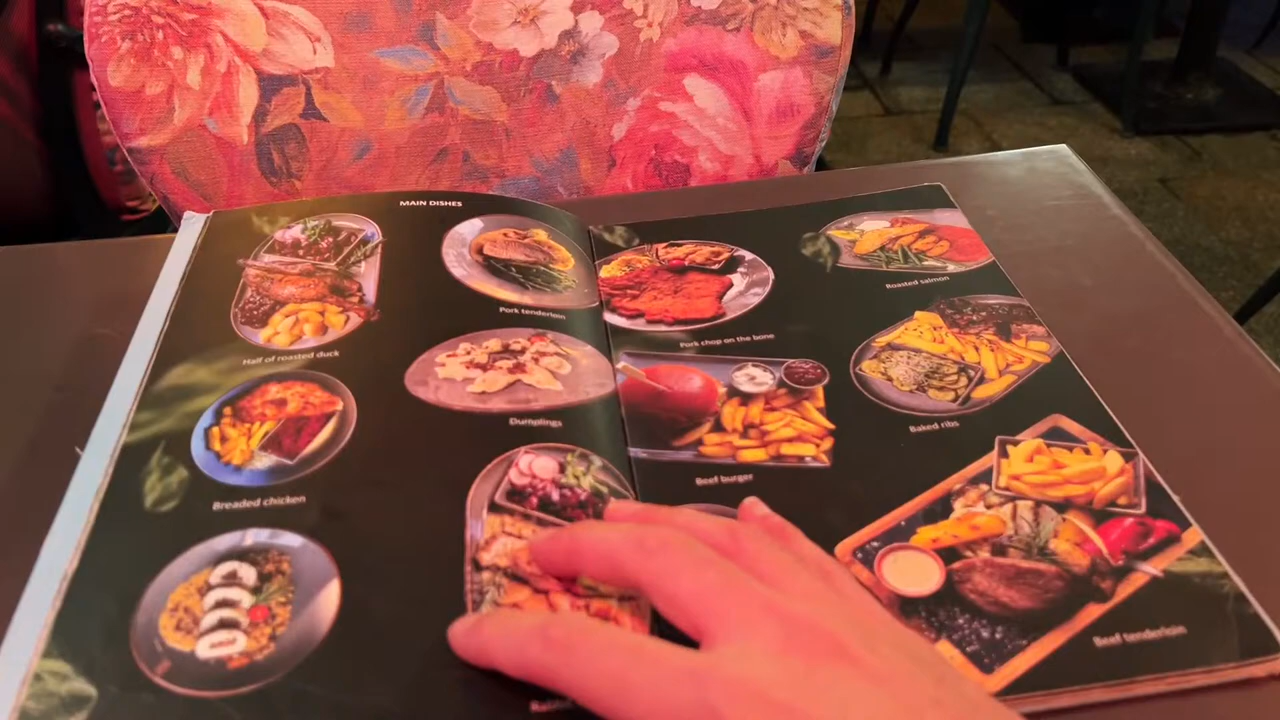 MAIN DISHES
Half of roasted duck
Pork tenderloin
Breaded chicken
Dumplings
Pork chop on the bone
Roasted salmon
Beef burger
Baked ribs
Beef tenderloin